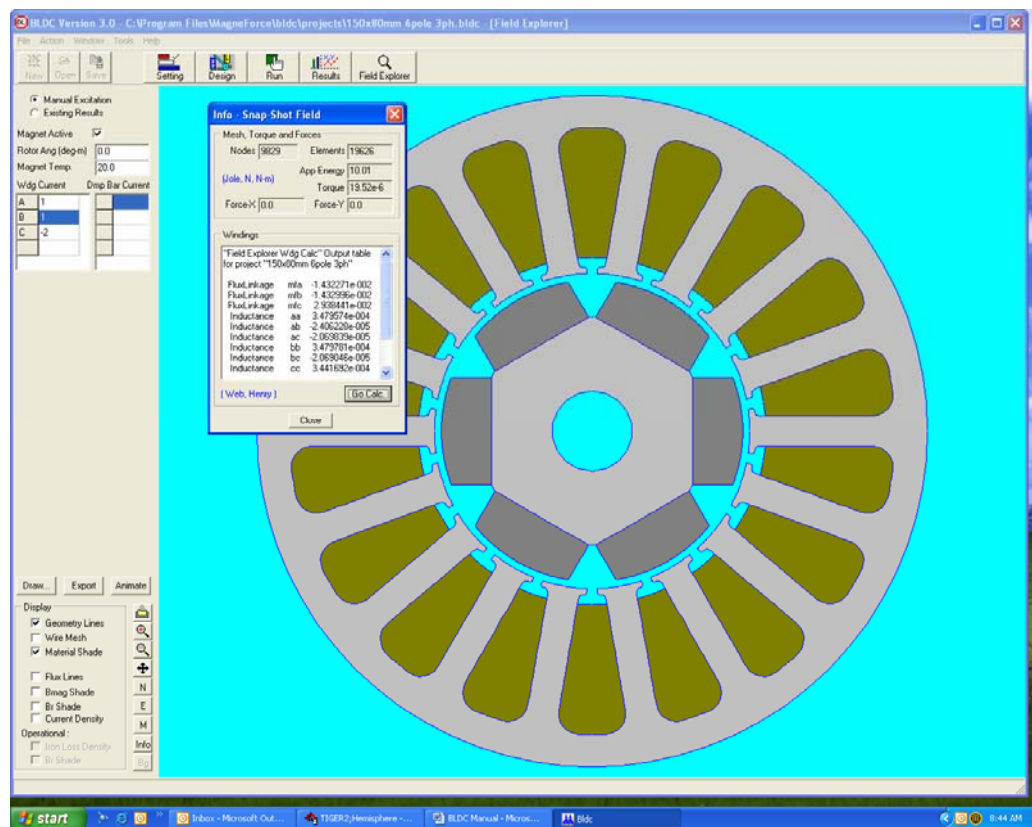 BLDC Version 3.0 - C:\Program Files\MagneForce\bldc\projects\150x80mm 6pole 3ph.bldc - [Field Explorer]
File Action Window Tools Help
New Open Save Setting Design Run Results Field Explorer
Manual Excitation
Existing Results
Magnet Active
Rotor Ang (deg-m) 0.0
Magnet Temp. 20.0
Wdg Current Dmp Bar Current
A 1
B 1
C -2
Info - Snap-Shot Field
Mesh, Torque and Forces
Nodes 9829 Elements 19626
App Energy 10.01
(Jole, N, N-m)
Torque 19.52e-6
Force-X 0.0 Force-Y 0.0
Windings
"Field Explorer Wdg Calc" Output table
for project "150x80mm 6pole 3ph"
FluxLinkage mfa -1.432271e-002
FluxLinkage mfb -1.432996e-002
FluxLinkage mfc 2.938441e-002
Inductance aa 3.479574e-004
Inductance ab -2.406220e-005
Inductance ac -2.069839e-005
Inductance bb 3.479781e-004
Inductance bc -2.069046e-005
Inductance cc 3.441692e-004
( Web, Henry ) Go Calc.
Close
Draw... Export Animate
Display
Geometry Lines
Wire Mesh
Material Shade
Flux Lines
Bmag Shade
Br Shade
Current Density
Operational :
Iron Loss Density
Br Shade
N
E
M
Info
Bg
start
Inbox - Microsoft Out...
TIGER2;Hemisphere -...
BLDC Manual - Micros...
Bldc
8:44 AM